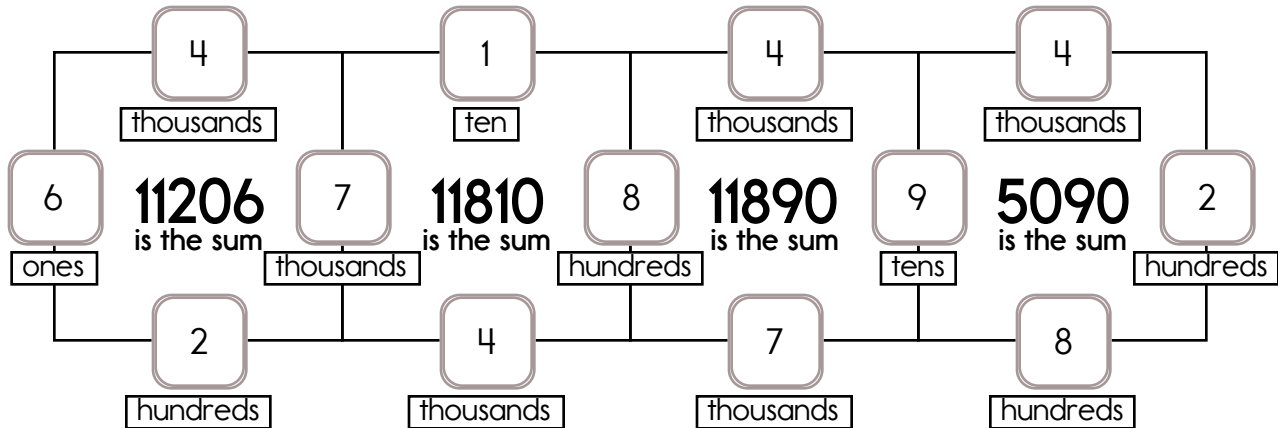 4 1 4 4
thousands ten thousands thousands
6 11206 7 11810 8 11890 9 5090 2
is the sum is the sum is the sum is the sum
ones thousands hundreds tens hundreds
2 4 7 8
hundreds thousands thousands hundreds